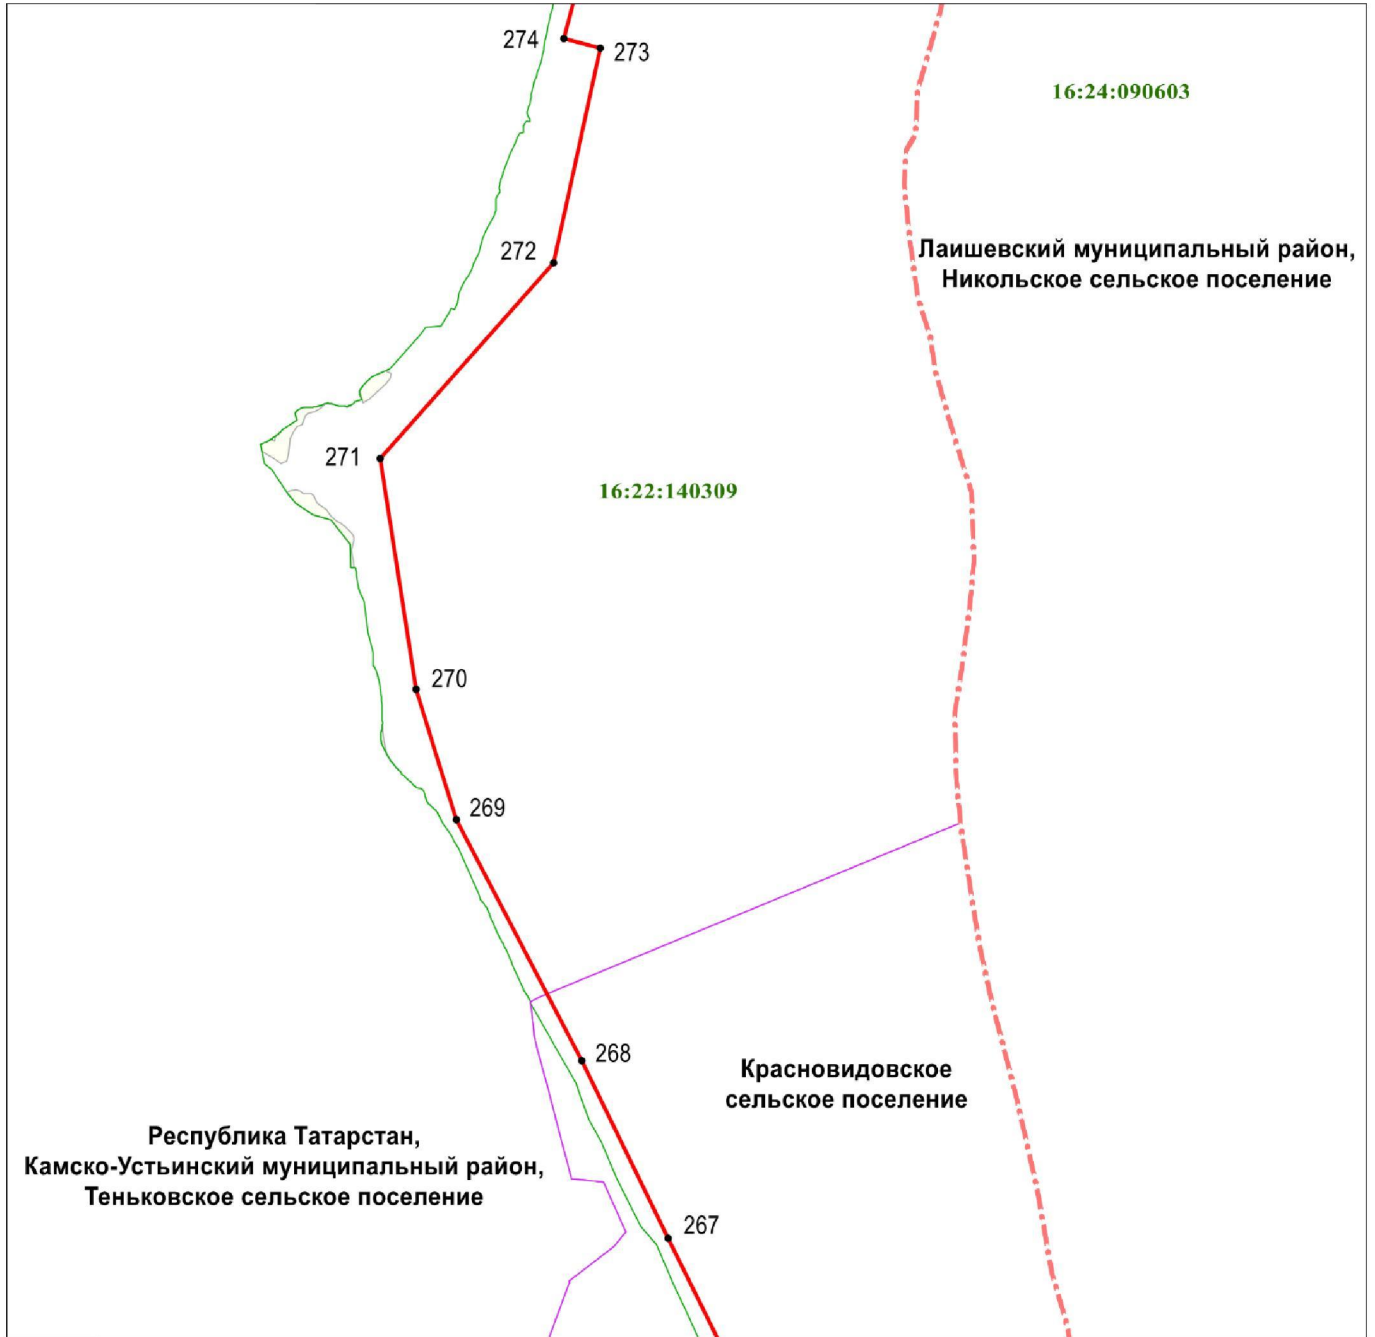 274
273
16:24:090603
272
Лаишевский муниципальный район,
Никольское сельское поселение
271
16:22:140309
270
269
268
Красновидовское
сельское поселение
Республика Татарстан,
Камско-Устьинский муниципальный район,
Теньковское сельское поселение
267